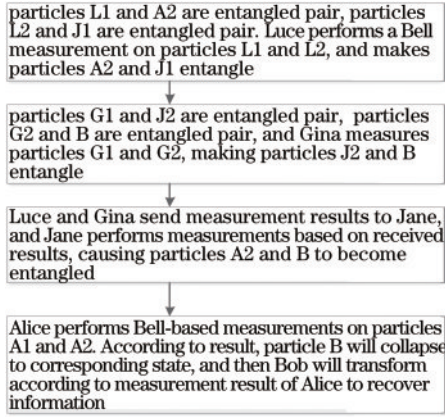 particles L1 and A2 are entangled pair, particles
L2 and J1 are entangled pair. Luce performs a Bell
measurement on particles L1 and L2, and makes
particles A2 and J1 entangle
particles G1 and J2 are entangled pair, particles
G2 and B are entangled pair, and Gina measures
particles G1 and G2, making particles J2 and B
entangle
Luce and Gina send measurement results to Jane,
and Jane performs measurements based on received
results, causing particles A2 and B to become
entangled
Alice performs Bell-based measurements on particles
A1 and A2. According to result, particle B will collapse
to corresponding state, and then Bob will transform
according to measurement result of Alice to recover
information